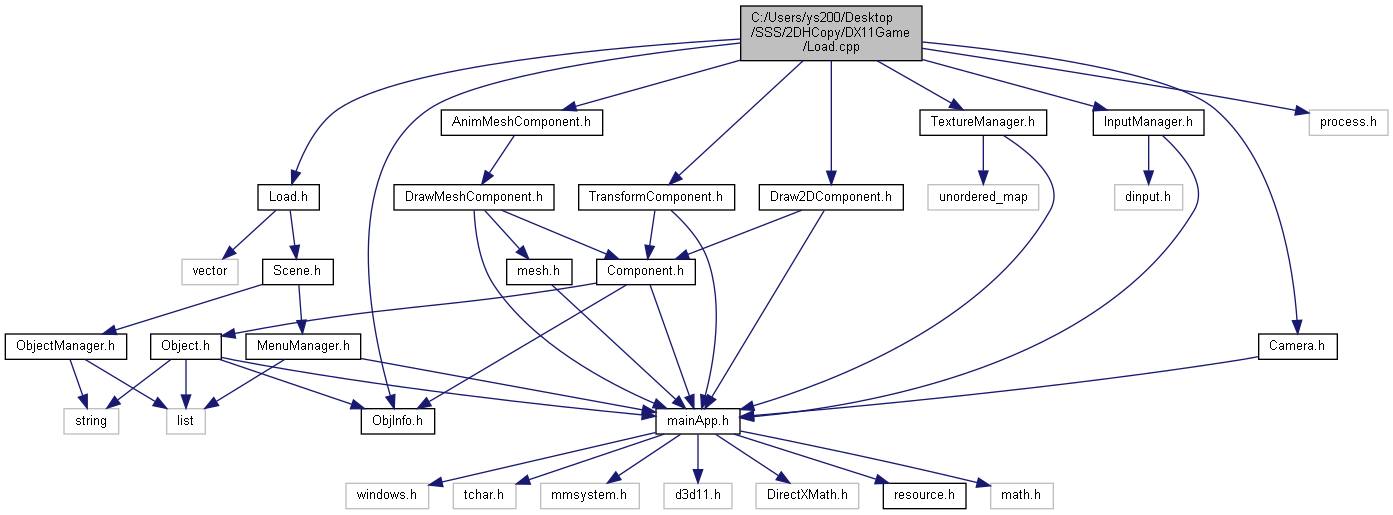 C:/Users/ys200/Desktop
/SSS/2DHCopy/DX11Game
/Load.cpp
AnimMeshComponent.h
TextureManager.h
InputManager.h
process.h
Load.h
DrawMeshComponent.h
TransformComponent.h
Draw2DComponent.h
unordered_map
dinput.h
vector
Scene.h
mesh.h
Component.h
ObjectManager.h
Object.h
MenuManager.h
Camera.h
string
list
ObjInfo.h
mainApp.h
windows.h
tchar.h
mmsystem.h
d3d11.h
DirectXMath.h
resource.h
math.h